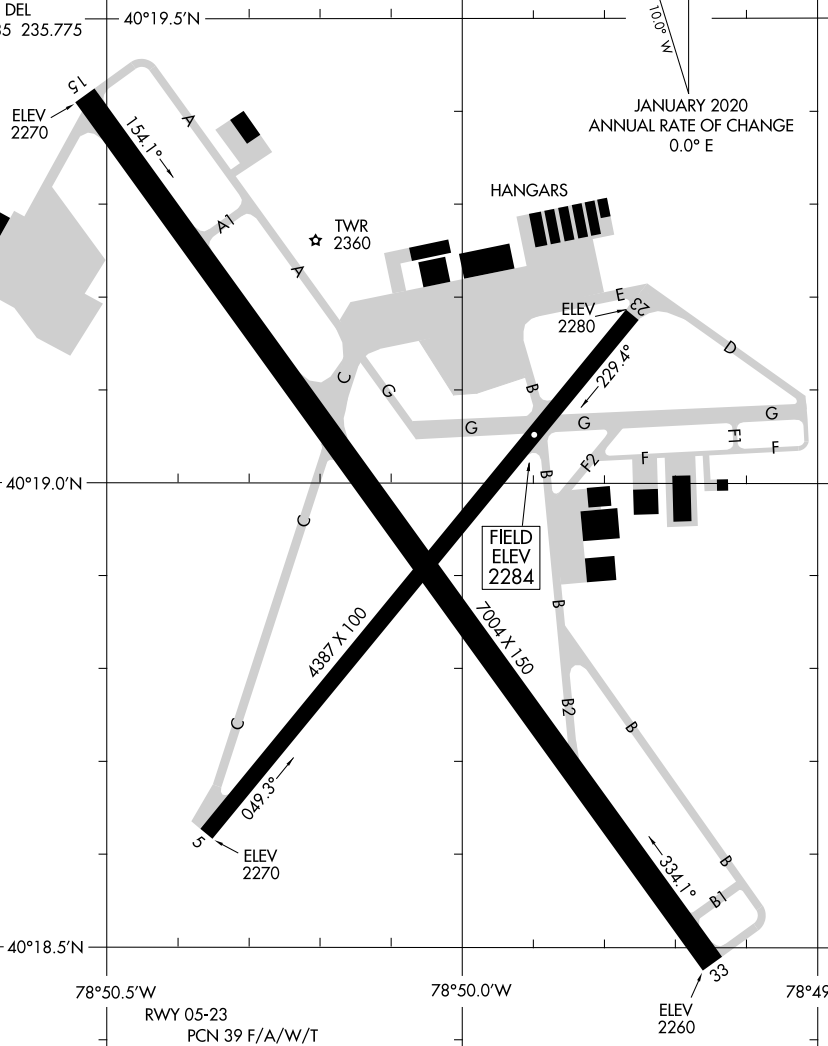 DEL
235.775
40°19.5'N
10.0° W
JANUARY 2020
ANNUAL RATE OF CHANGE
0.0° E
15
ELEV
2270
154.1°
A
HANGARS
A1
TWR
2360
A
E
23
ELEV
2280
D
229.4°
C
G
B
G
G
G
F1
F
F2
F
B
40°19.0'N
C
FIELD
ELEV
2284
B
4387 X 100
7004 X 150
B2
B
C
049.3°
5
ELEV
2270
334.1°
B
B1
40°18.5'N
33
78°50.5'W
78°50.0'W
78°49
ELEV
2260
RWY 05-23
PCN 39 F/A/W/T